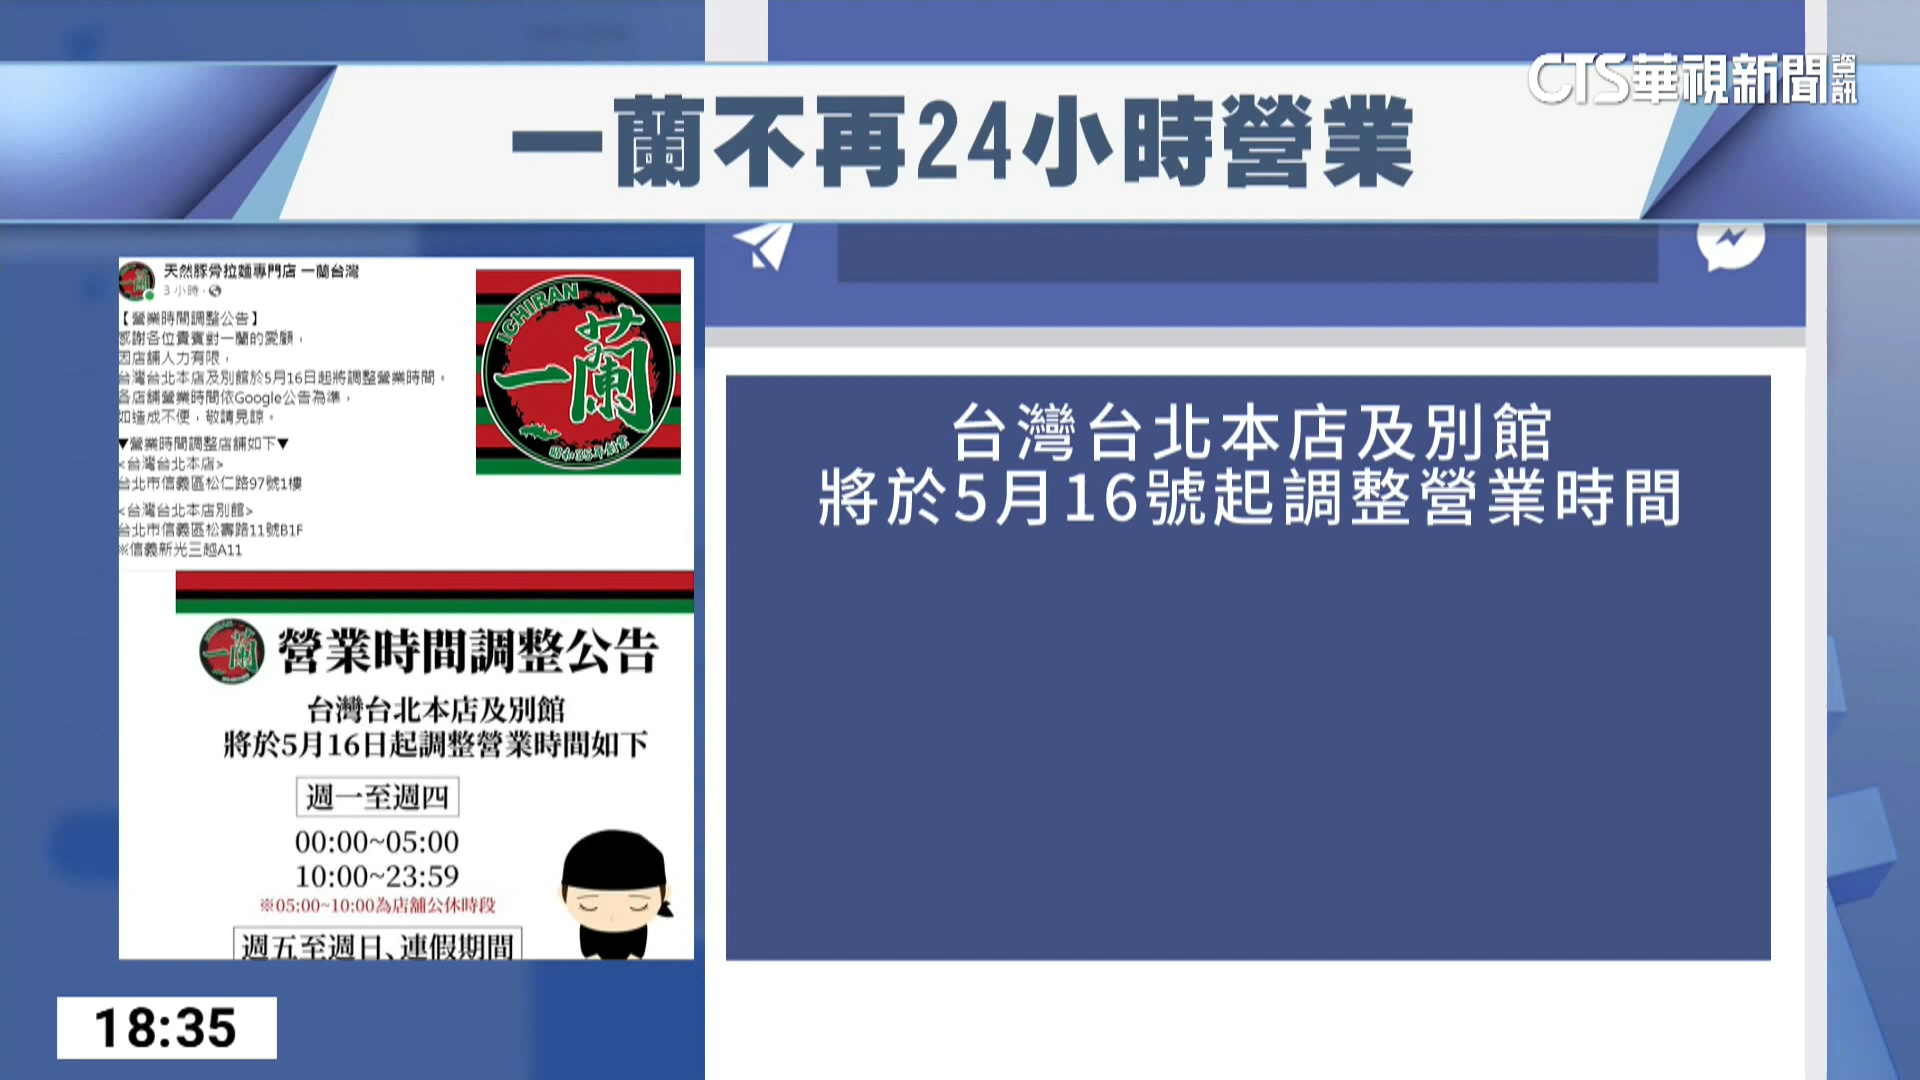 CTS華視新聞資訊
一蘭不再24小時營業
天然豚骨拉麵專門店 一蘭台灣
3 小時 ·
【營業時間調整公告】
感謝各位貴賓對一蘭的愛顧，
因店舖人力有限，
台灣台北本店及別館於5月16日起將調整營業時間。
各店舖營業時間依Google公告為準，
如造成不便，敬請見諒。
▼營業時間調整店舖如下▼
<台灣台北本店>
台北市信義區松仁路97號1樓
<台灣台北本店別館>
台北市信義區松壽路11號B1F
※信義新光三越A11
ICHIRAN
一蘭
昭和35年創業
一蘭
營業時間調整公告
台灣台北本店及別館
將於5月16日起調整營業時間如下
週一至週四
00:00~05:00
10:00~23:59
※05:00~10:00為店舖公休時段
週五至週日、連假期間
台灣台北本店及別館
將於5月16號起調整營業時間
18:35